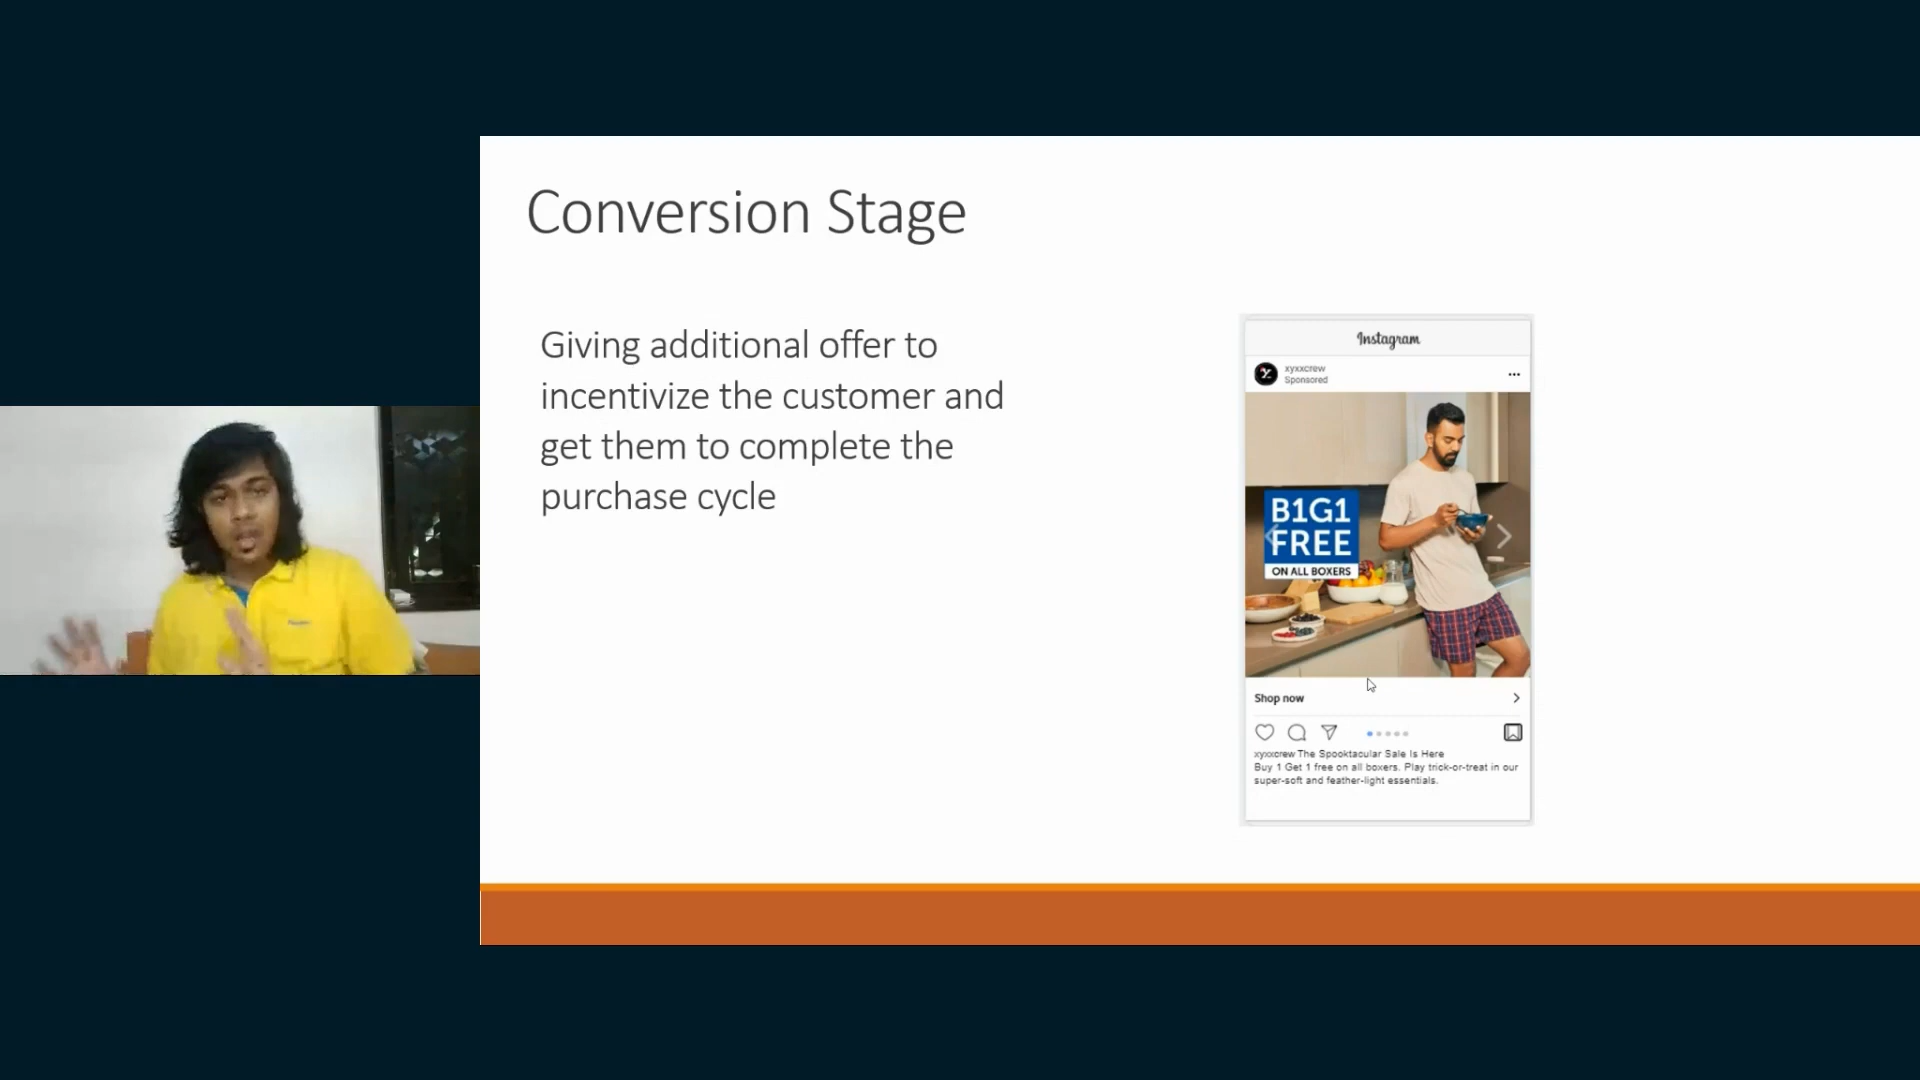 Conversion Stage
Giving additional offer to
incentivize the customer and
get them to complete the
purchase cycle
Instagram
xyxxcrew
Sponsored
B1G1
FREE
ON ALL BOXERS
Shop now
xyxxcrew The Spooktacular Sale Is Here
Buy 1 Get 1 free on all boxers. Play trick-or-treat in our
super-soft and feather-light essentials.